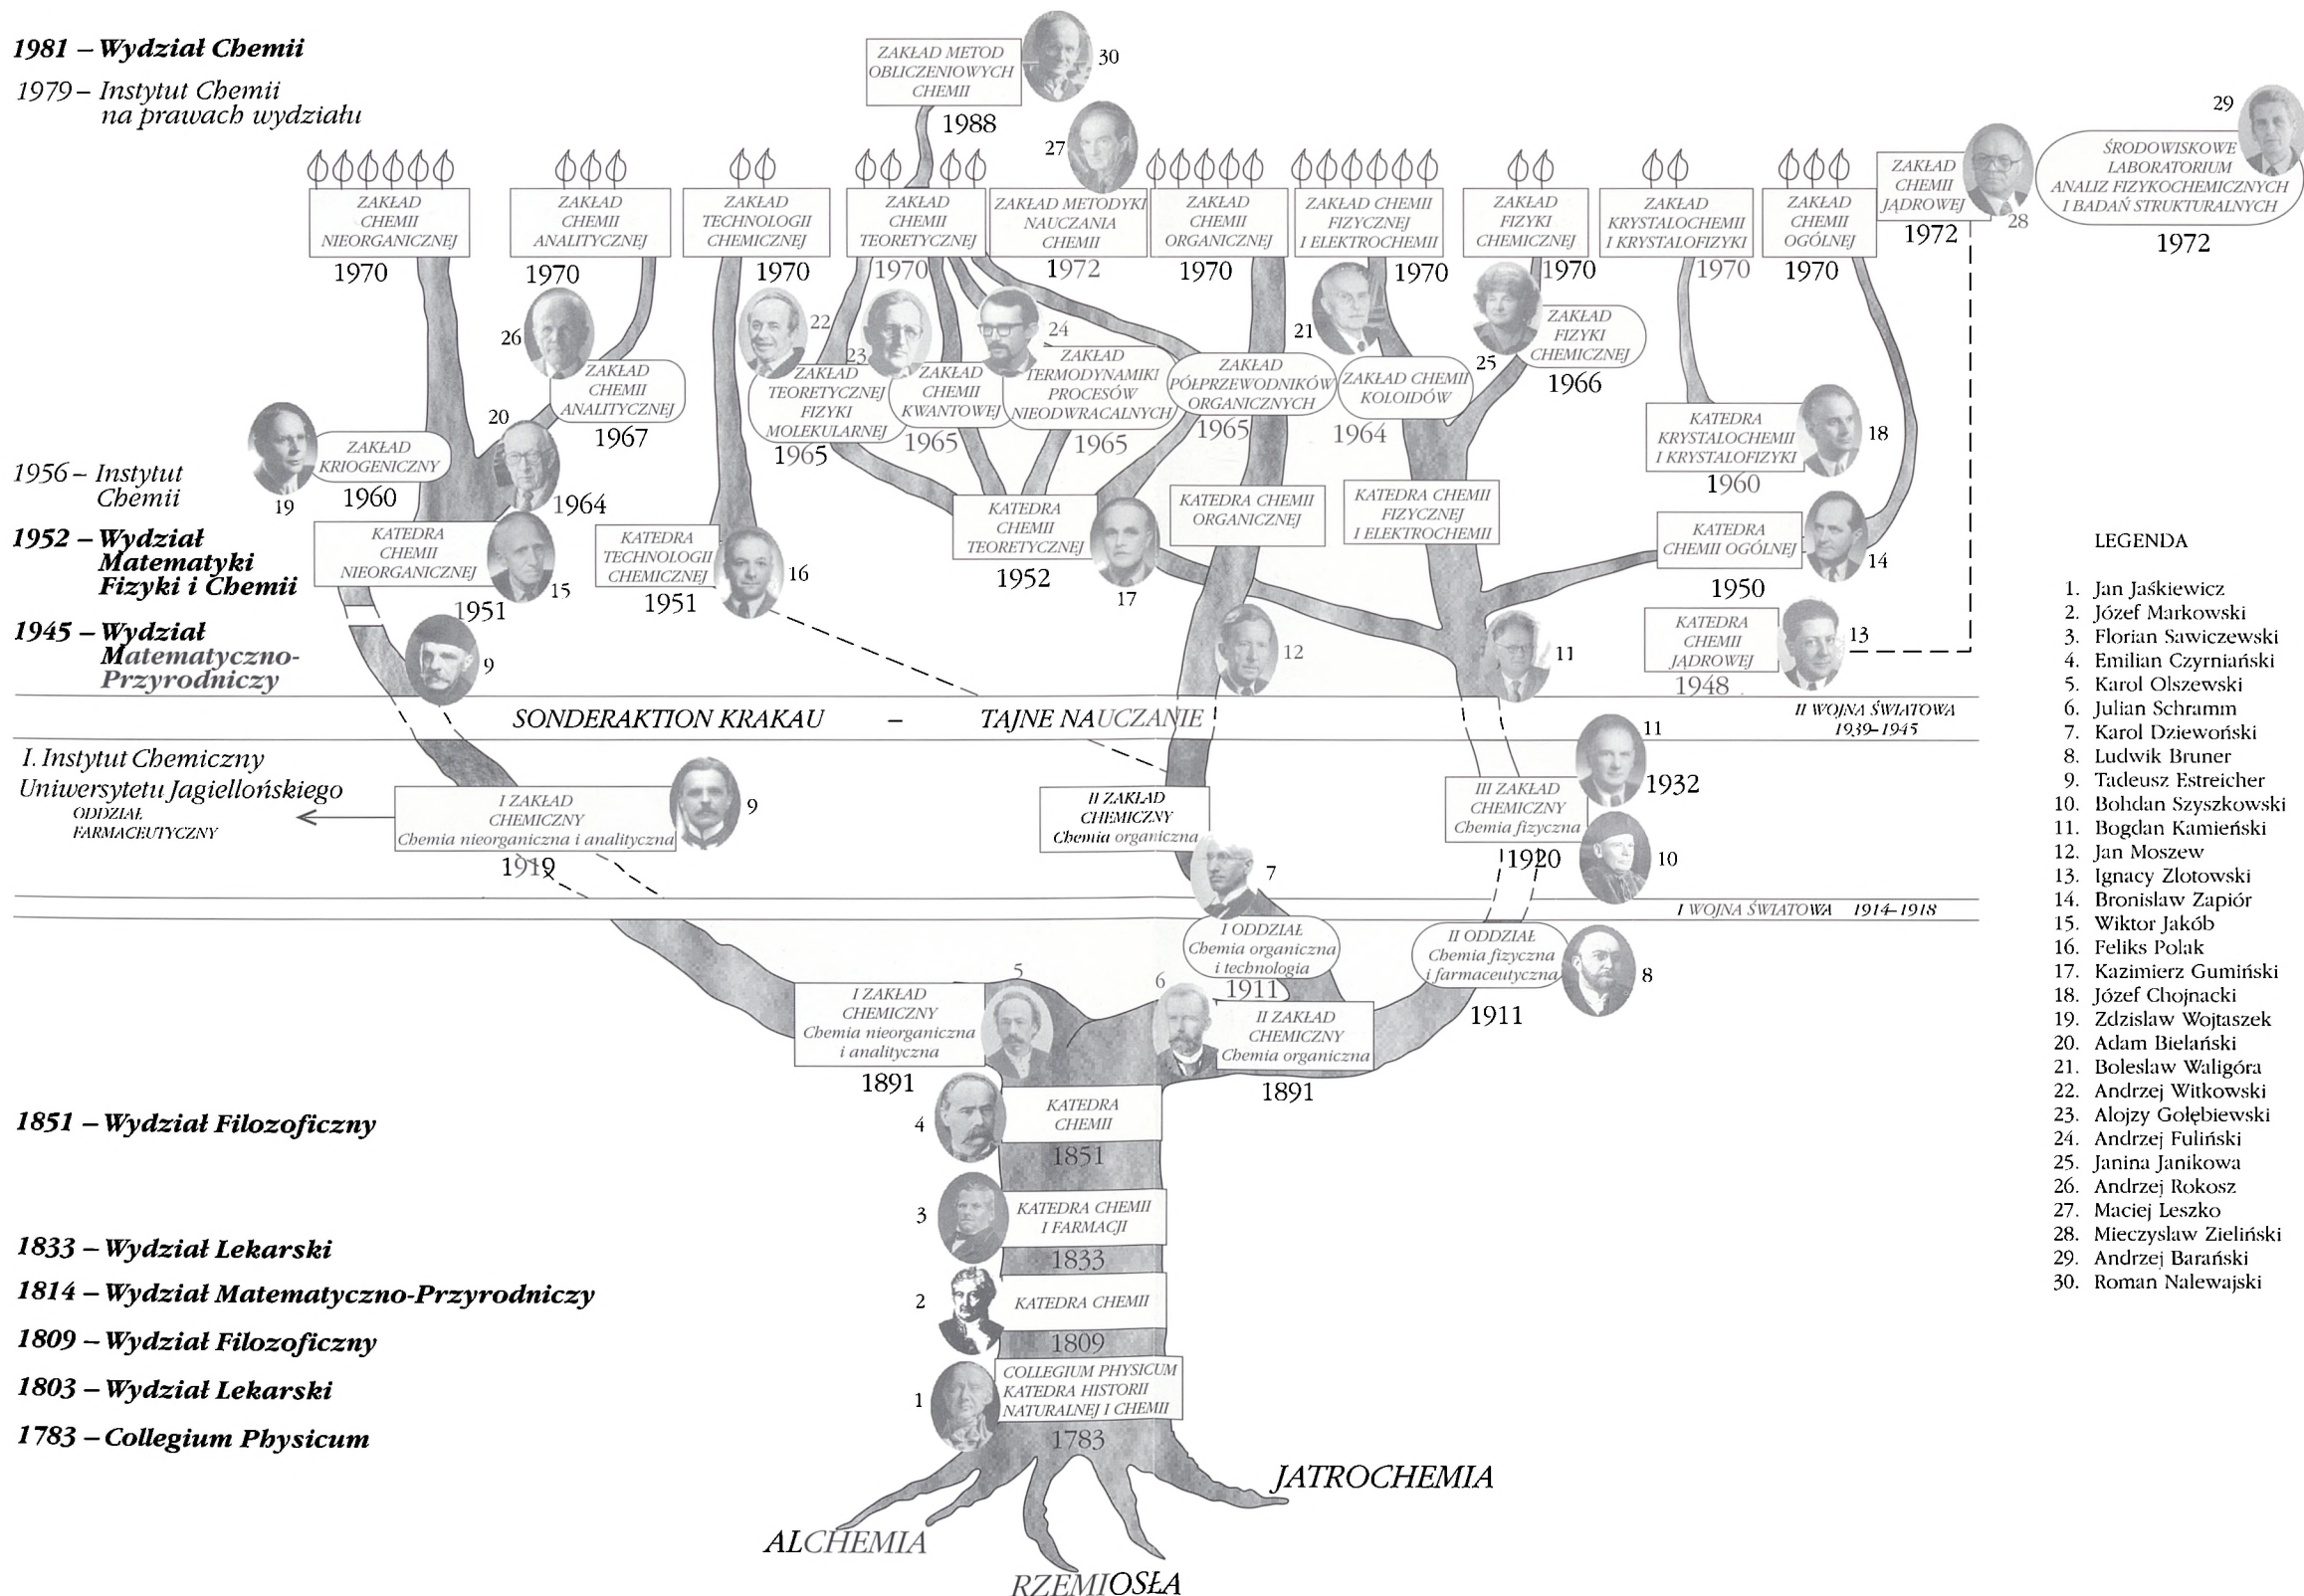 1981 – Wydział Chemii
1979 – Instytut Chemii
na prawach wydziału
ZAKŁAD METOD
OBLICZENIOWYCH
CHEMII
1988
30
27
29
ŚRODOWISKOWE
LABORATORIUM
ANALIZ FIZYKOCHEMICZNYCH
I BADAŃ STRUKTURALNYCH
1972
ZAKŁAD
CHEMII
JĄDROWEJ
1972
28
ZAKŁAD
CHEMII
NIEORGANICZNEJ
1970
ZAKŁAD
CHEMII
ANALITYCZNEJ
1970
ZAKŁAD
TECHNOLOGII
CHEMICZNEJ
1970
ZAKŁAD
CHEMII
TEORETYCZNEJ
1970
ZAKŁAD METODYKI
NAUCZANIA
CHEMII
1972
ZAKŁAD
CHEMII
ORGANICZNEJ
1970
ZAKŁAD CHEMII
FIZYCZNEJ
I ELEKTROCHEMII
1970
ZAKŁAD
FIZYKI
CHEMICZNEJ
1970
ZAKŁAD
KRYSTALOCHEMII
I KRYSTALOFIZYKI
1970
ZAKŁAD
CHEMII
OGÓLNEJ
1970
26
ZAKŁAD
CHEMII
ANALITYCZNEJ
1967
22
ZAKŁAD
TEORETYCZNEJ
FIZYKI
MOLEKULARNEJ
1965
23
ZAKŁAD
CHEMII
KWANTOWEJ
1965
24
ZAKŁAD
TERMODYNAMIKI
PROCESÓW
NIEODWRACALNYCH
1965
ZAKŁAD
PÓŁPRZEWODNIKÓW
ORGANICZNYCH
1965
21
ZAKŁAD CHEMII
KOLOIDÓW
1964
25
ZAKŁAD
FIZYKI
CHEMICZNEJ
1966
19
ZAKŁAD
KRIOGENICZNY
1960
20
1964
KATEDRA
KRYSTALOCHEMII
I KRYSTALOFIZYKI
1960
18
1956 – Instytut
Chemii
1952 – Wydział
Matematyki
Fizyki i Chemii
1945 – Wydział
Matematyczno-
Przyrodniczy
KATEDRA
CHEMII
NIEORGANICZNEJ
1951
15
KATEDRA
TECHNOLOGII
CHEMICZNEJ
1951
16
KATEDRA
CHEMII
TEORETYCZNEJ
1952
17
KATEDRA CHEMII
ORGANICZNEJ
KATEDRA CHEMII
FIZYCZNEJ
I ELEKTROCHEMII
KATEDRA
CHEMII OGÓLNEJ
1950
14
KATEDRA
CHEMII
JĄDROWEJ
1948
13
9
12
11
SONDERAKTION KRAKAU – TAJNE NAUCZANIE
II WOJNA ŚWIATOWA
1939–1945
I. Instytut Chemiczny
Uniwersytetu Jagiellońskiego
ODDZIAŁ
FARMACEUTYCZNY
I ZAKŁAD
CHEMICZNY
Chemia nieorganiczna i analityczna
1919
9
II ZAKŁAD
CHEMICZNY
Chemia organiczna
7
III ZAKŁAD
CHEMICZNY
Chemia fizyczna
1920
11
1932
10
I WOJNA ŚWIATOWA 1914–1918
I ODDZIAŁ
Chemia organiczna
i technologia
1911
II ODDZIAŁ
Chemia fizyczna
i farmaceutyczna
1911
8
I ZAKŁAD
CHEMICZNY
Chemia nieorganiczna
i analityczna
1891
5
6
II ZAKŁAD
CHEMICZNY
Chemia organiczna
1891
1851 – Wydział Filozoficzny
1833 – Wydział Lekarski
1814 – Wydział Matematyczno-Przyrodniczy
1809 – Wydział Filozoficzny
1803 – Wydział Lekarski
1783 – Collegium Physicum
4
KATEDRA
CHEMII
1851
3
KATEDRA CHEMII
I FARMACJI
1833
2
KATEDRA CHEMII
1809
1
COLLEGIUM PHYSICUM
KATEDRA HISTORII
NATURALNEJ I CHEMII
1783
ALCHEMIA
RZEMIOSŁA
JATROCHEMIA
LEGENDA
1. Jan Jaśkiewicz
2. Józef Markowski
3. Florian Sawiczewski
4. Emilian Czyrniański
5. Karol Olszewski
6. Julian Schramm
7. Karol Dziewoński
8. Ludwik Bruner
9. Tadeusz Estreicher
10. Bohdan Szyszkowski
11. Bogdan Kamieński
12. Jan Moszew
13. Ignacy Zlotowski
14. Bronislaw Zapiór
15. Wiktor Jakób
16. Feliks Polak
17. Kazimierz Gumiński
18. Józef Chojnacki
19. Zdzislaw Wojtaszek
20. Adam Bielański
21. Boleslaw Waligóra
22. Andrzej Witkowski
23. Alojzy Gołębiewski
24. Andrzej Fuliński
25. Janina Janikowa
26. Andrzej Rokosz
27. Maciej Leszko
28. Mieczyslaw Zieliński
29. Andrzej Barański
30. Roman Nalewajski